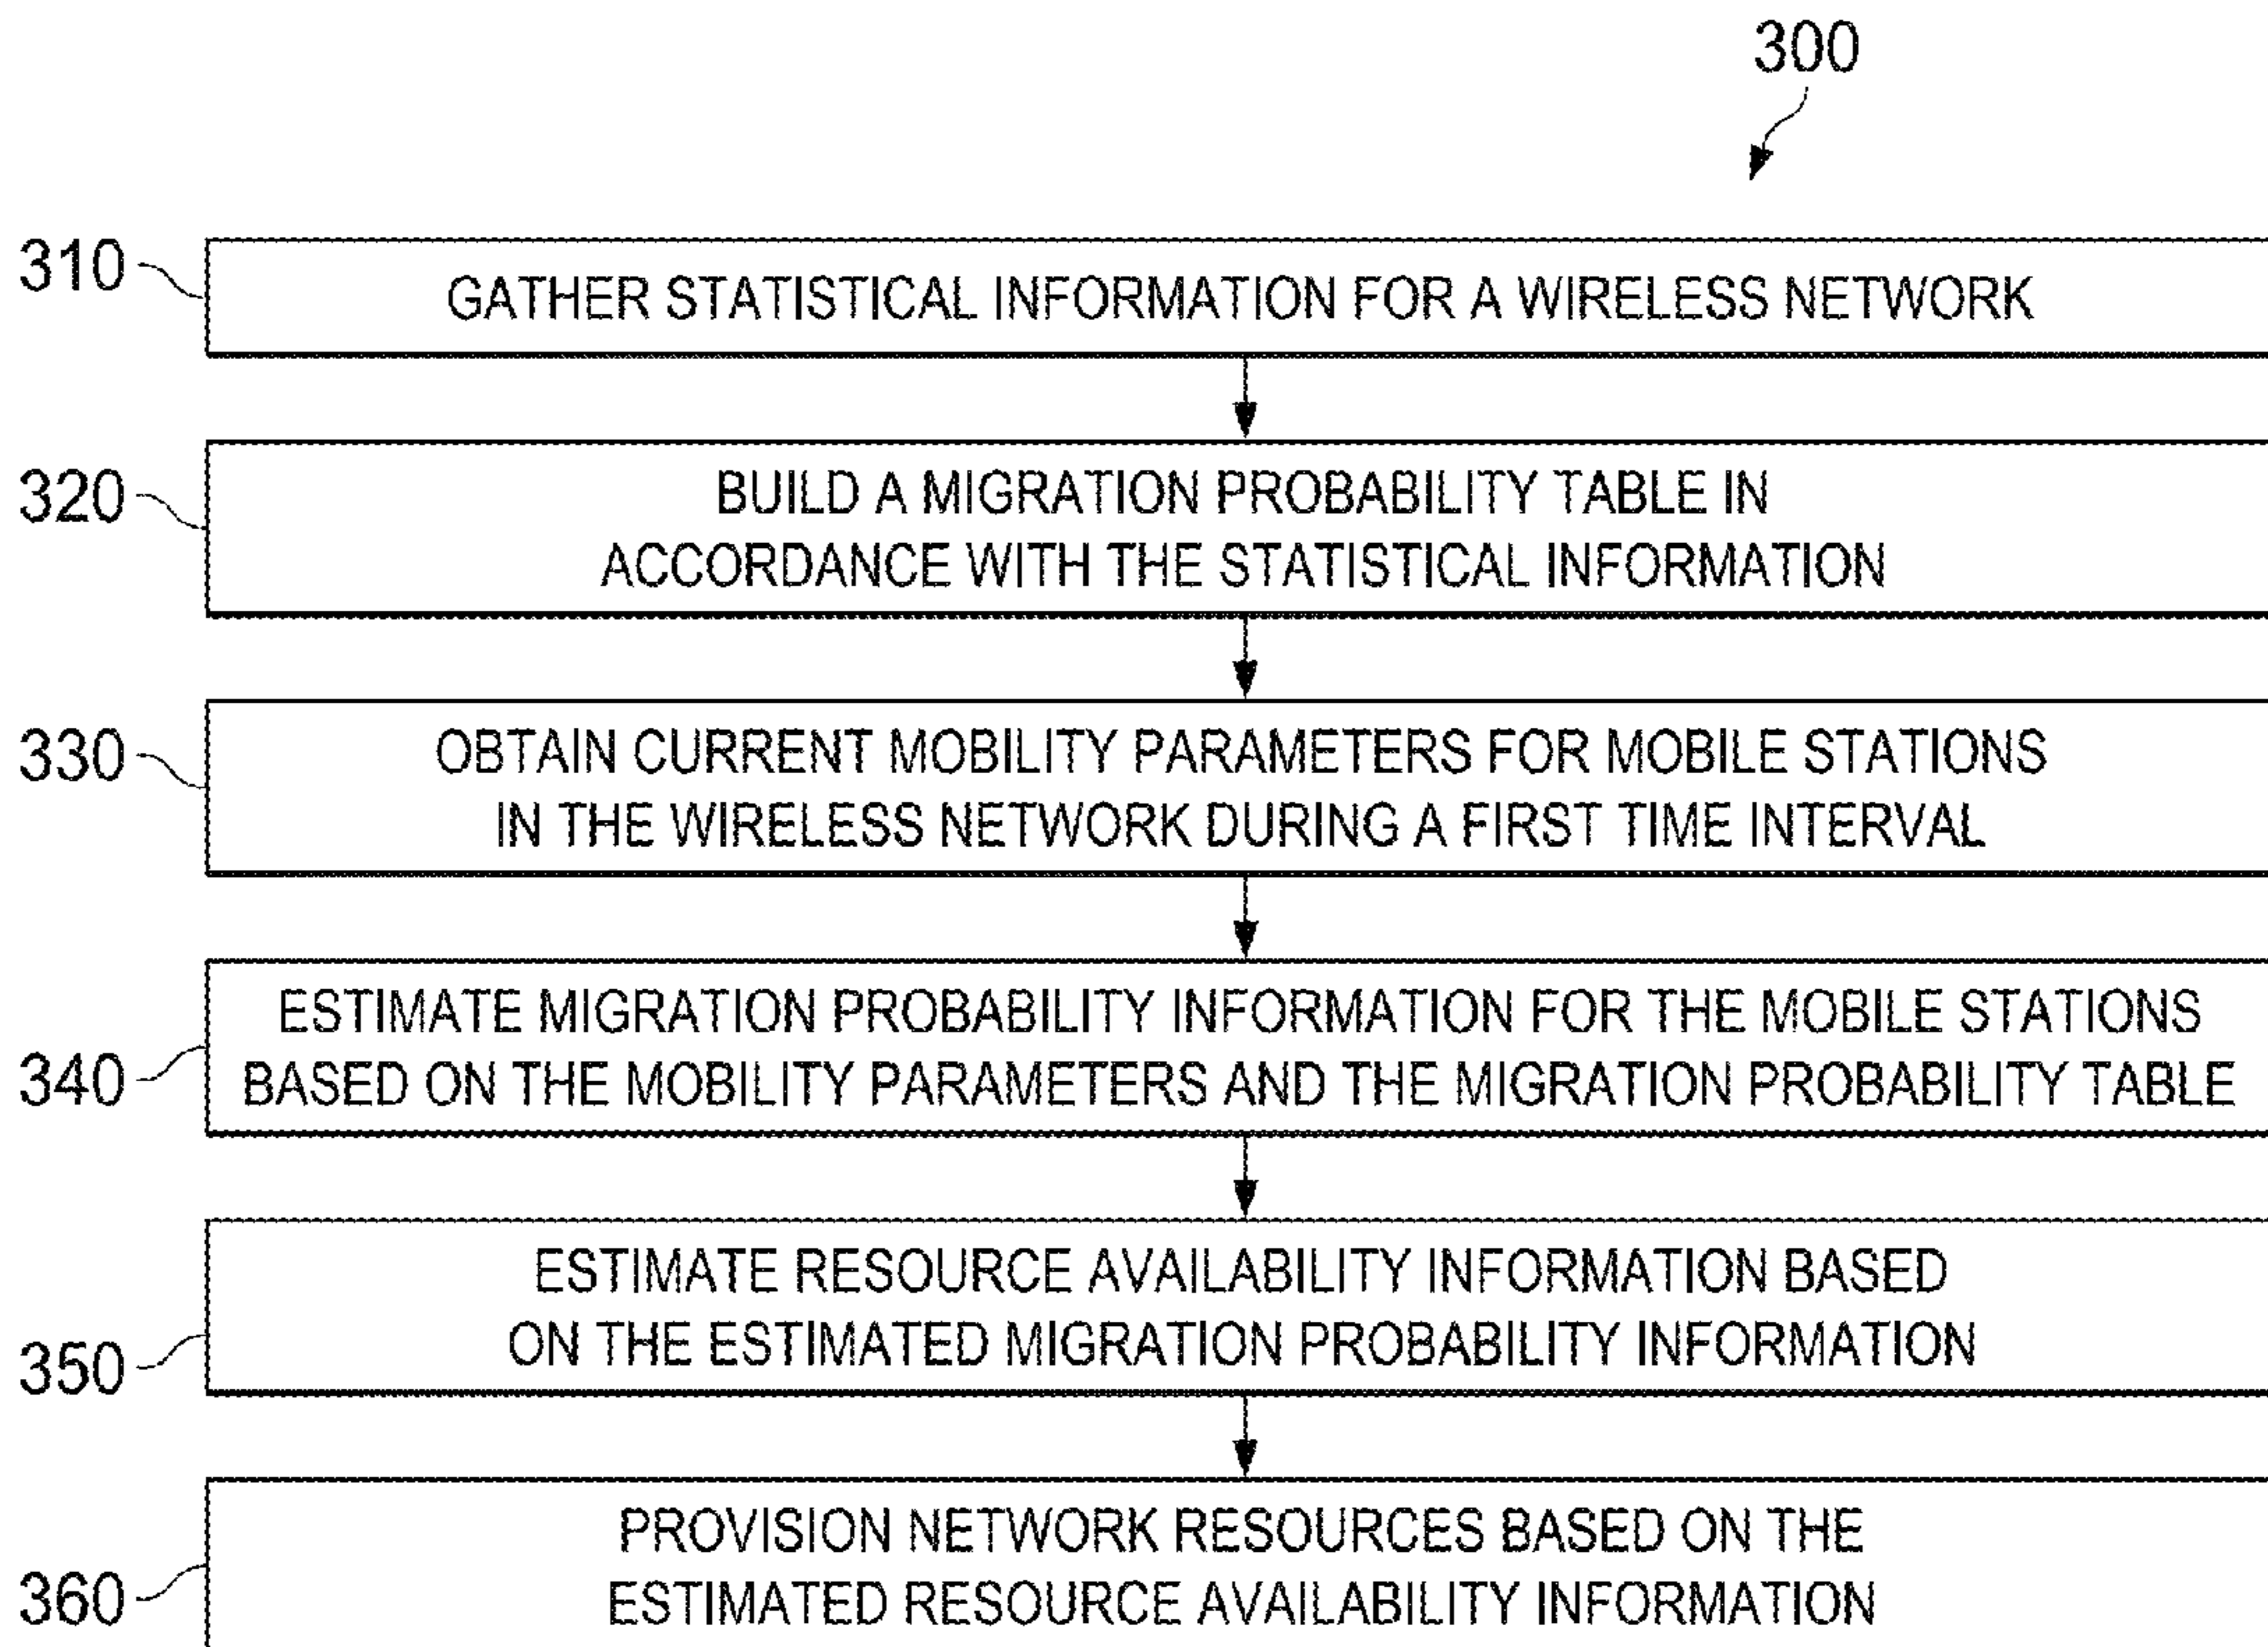 300
310
GATHER STATISTICAL INFORMATION FOR A WIRELESS NETWORK
320
BUILD A MIGRATION PROBABILITY TABLE IN
ACCORDANCE WITH THE STATISTICAL INFORMATION
330
OBTAIN CURRENT MOBILITY PARAMETERS FOR MOBILE STATIONS
IN THE WIRELESS NETWORK DURING A FIRST TIME INTERVAL
340
ESTIMATE MIGRATION PROBABILITY INFORMATION FOR THE MOBILE STATIONS
BASED ON THE MOBILITY PARAMETERS AND THE MIGRATION PROBABILITY TABLE
350
ESTIMATE RESOURCE AVAILABILITY INFORMATION BASED
ON THE ESTIMATED MIGRATION PROBABILITY INFORMATION
360
PROVISION NETWORK RESOURCES BASED ON THE
ESTIMATED RESOURCE AVAILABILITY INFORMATION